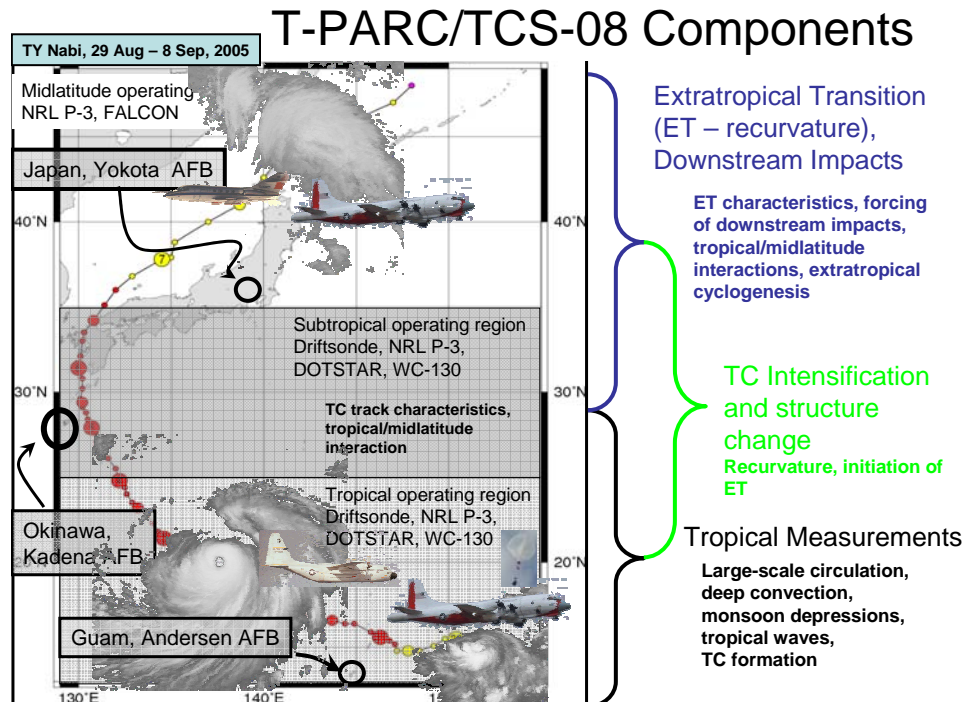 T-PARC/TCS-08 Components
TY Nabi, 29 Aug – 8 Sep, 2005
Midlatitude operating
NRL P-3, FALCON
Japan, Yokota AFB
40°N
40°N
7
Subtropical operating region
Driftsonde, NRL P-3,
DOTSTAR, WC-130
30°N
30°N
TC track characteristics,
tropical/midlatitude
interaction
Tropical operating region
Driftsonde, NRL P-3,
DOTSTAR, WC-130
Okinawa,
Kadena AFB
20°N
Guam, Andersen AFB
130°E
140°E
Extratropical Transition
(ET – recurvature),
Downstream Impacts
ET characteristics, forcing
of downstream impacts,
tropical/midlatitude
interactions, extratropical
cyclogenesis
TC Intensification
and structure
change
Recurvature, initiation of
ET
Tropical Measurements
Large-scale circulation,
deep convection,
monsoon depressions,
tropical waves,
TC formation